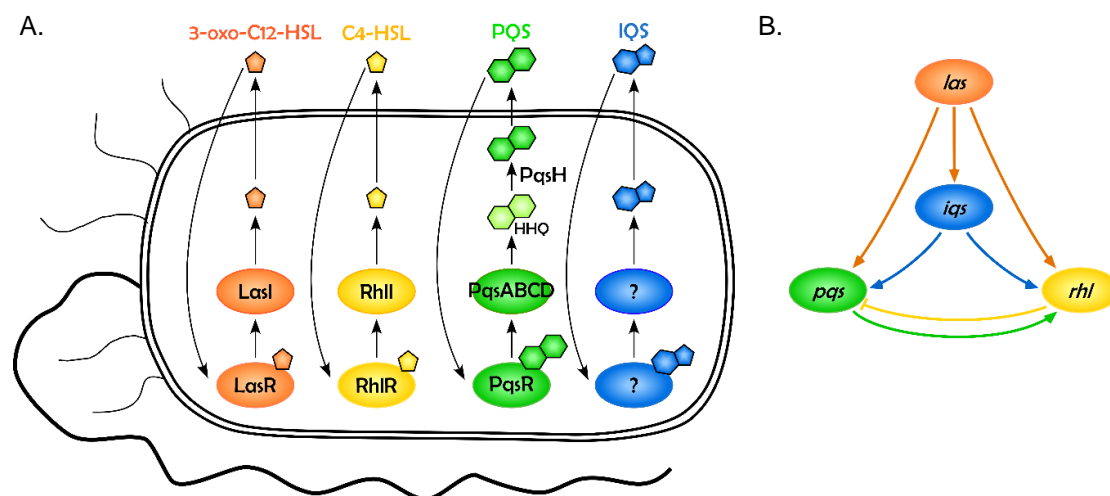 A.
B.
3-oxo-C12-HSL C4-HSL PQS IQS
PqsH
HHQ
LasI RhlI PqsABCD ?
LasR RhlR PqsR ?
las
iqs
pqs rhl